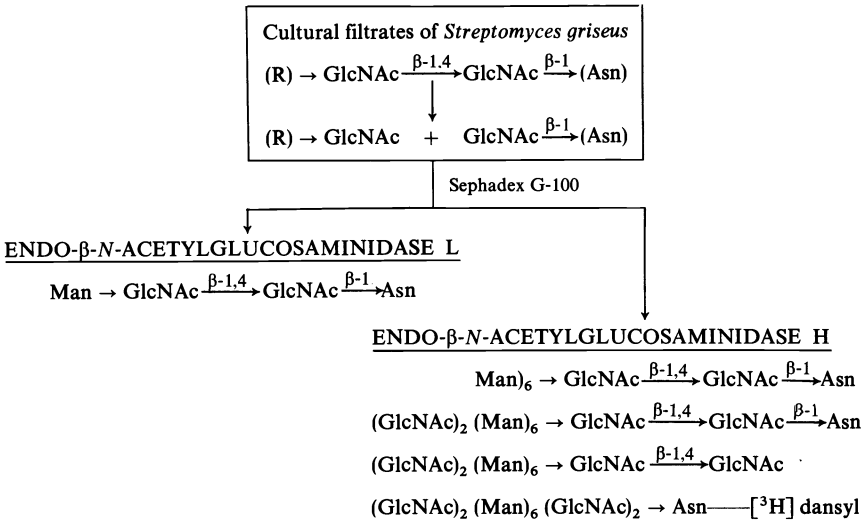 Cultural filtrates of Streptomyces griseus
(R) → GlcNAc β-1,4→ GlcNAc β-1→ (Asn)
(R) → GlcNAc + GlcNAc β-1→ (Asn)
Sephadex G-100
ENDO-β-N-ACETYLGLUCOSAMINIDASE L
Man → GlcNAc β-1,4→ GlcNAc β-1→ Asn
ENDO-β-N-ACETYLGLUCOSAMINIDASE H
Man)₆ → GlcNAc β-1,4→ GlcNAc β-1→ Asn
(GlcNAc)₂ (Man)₆ → GlcNAc β-1,4→ GlcNAc β-1→ Asn
(GlcNAc)₂ (Man)₆ → GlcNAc β-1,4→ GlcNAc
(GlcNAc)₂ (Man)₆ (GlcNAc)₂ → Asn——[³H] dansyl